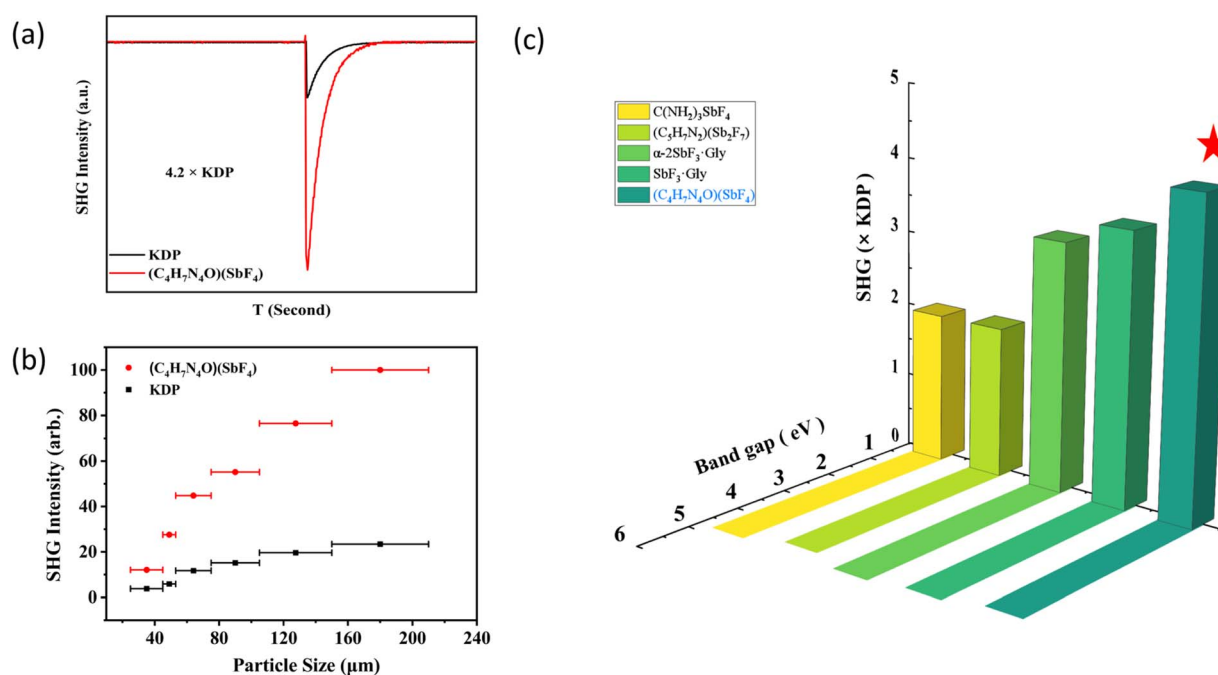 (a)
SHG Intensity (a.u.)
4.2 × KDP
KDP
(C₄H₇N₄O)(SbF₄)
T (Second)
(b)
SHG Intensity (arb.)
100
80
60
40
20
0
(C₄H₇N₄O)(SbF₄)
KDP
40 80 120 160 200 240
Particle Size (μm)
(c)
C(NH₂)₃SbF₄
(C₅H₇N₂)(Sb₂F₇)
α-2SbF₃·Gly
SbF₃·Gly
(C₄H₇N₄O)(SbF₄)
SHG (× KDP)
5
4
3
2
1
0
Band gap ( eV )
1
2
3
4
5
6